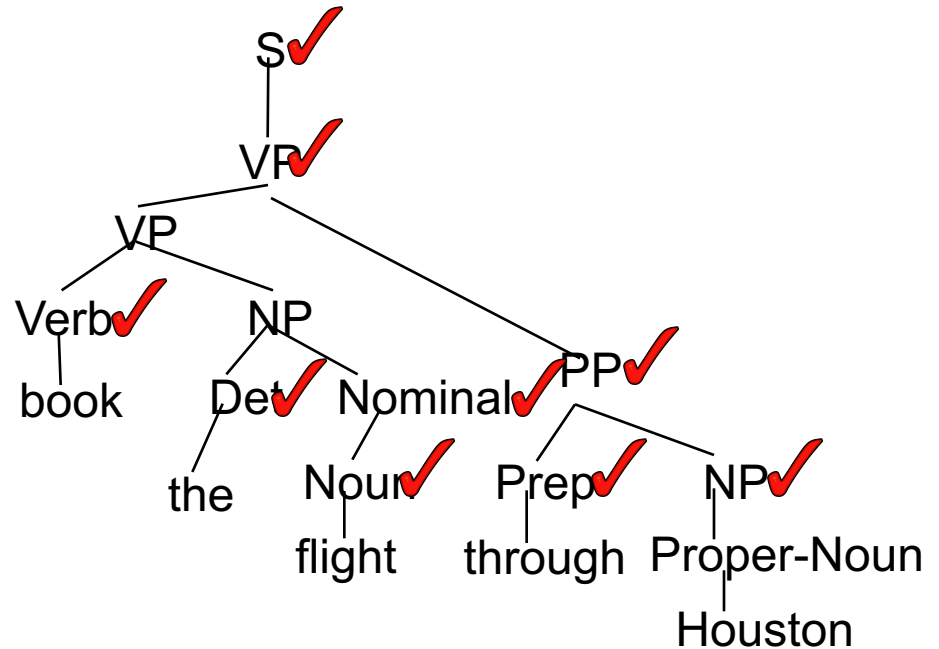 S
VP
VP
Verb NP PP
book Det Nominal
the Noun Prep NP
flight through Proper-Noun
Houston